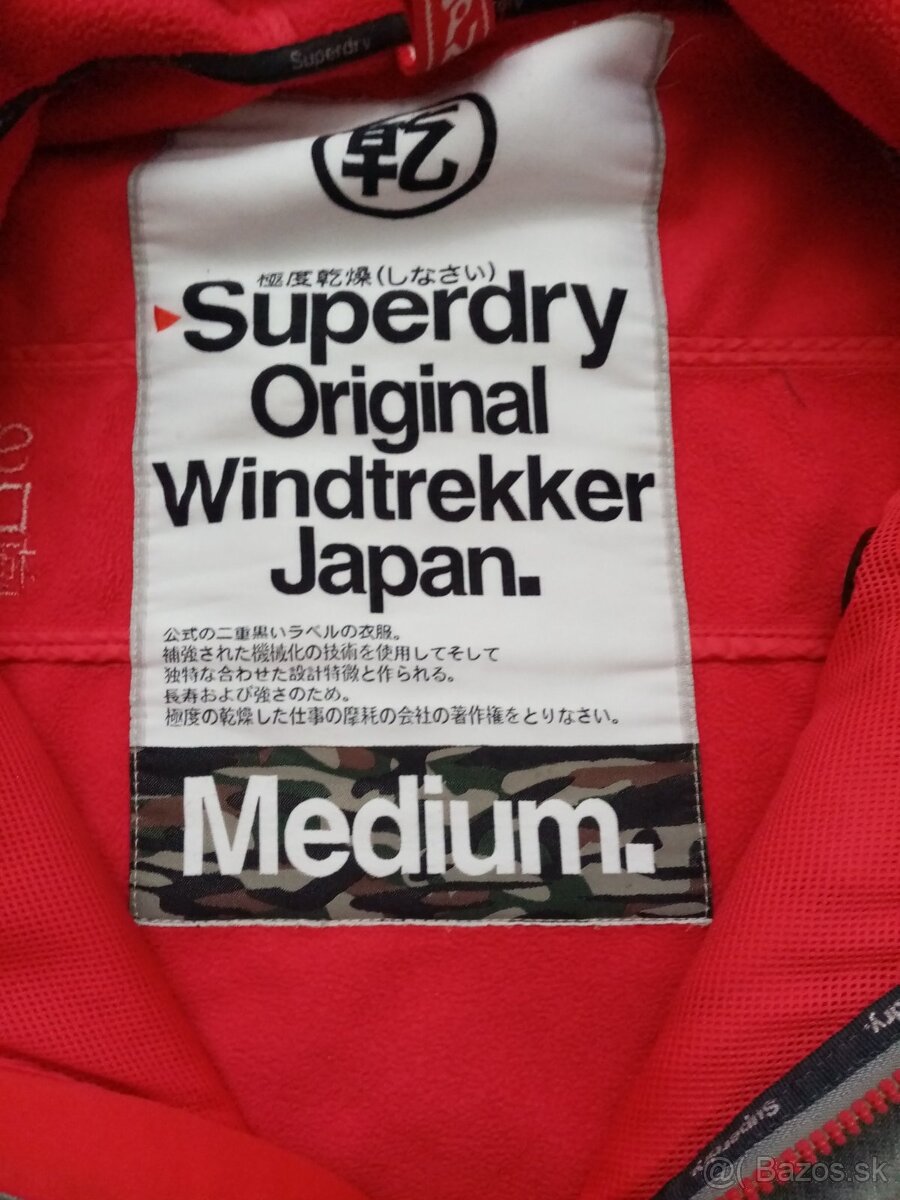 Superdry
乾
極度乾燥(しなさい)
Superdry
Original
Windtrekker
Japan.
公式の二重黒いラベルの衣服。
補強された機械化の技術を使用してそして
独特な合わせた設計特微と作られる。
長寿および強さのため。
極度の乾燥した仕事の摩耗の会社の著作権をとりなさい。
Medium.
dry.
Superdry
@( Bazos.sk